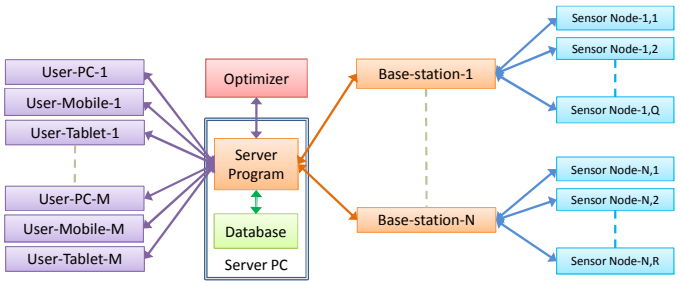 User-PC-1
User-Mobile-1
User-Tablet-1
User-PC-M
User-Mobile-M
User-Tablet-M
Optimizer
Server
Program
Database
Server PC
Base-station-1
Base-station-N
Sensor Node-1,1
Sensor Node-1,2
Sensor Node-1,Q
Sensor Node-N,1
Sensor Node-N,2
Sensor Node-N,R